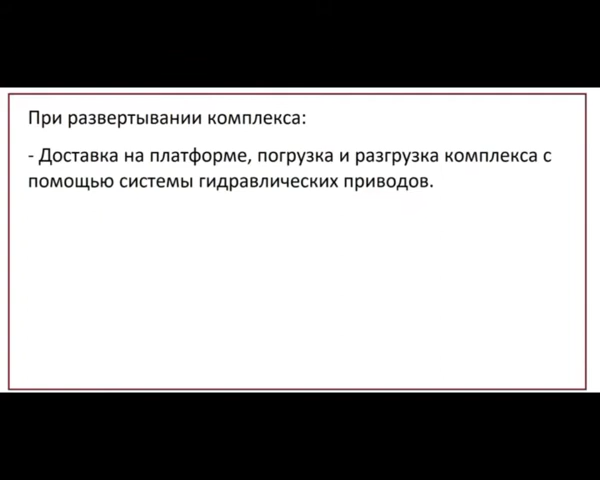 При развертывании комплекса:
- Доставка на платформе, погрузка и разгрузка комплекса с
помощью системы гидравлических приводов.